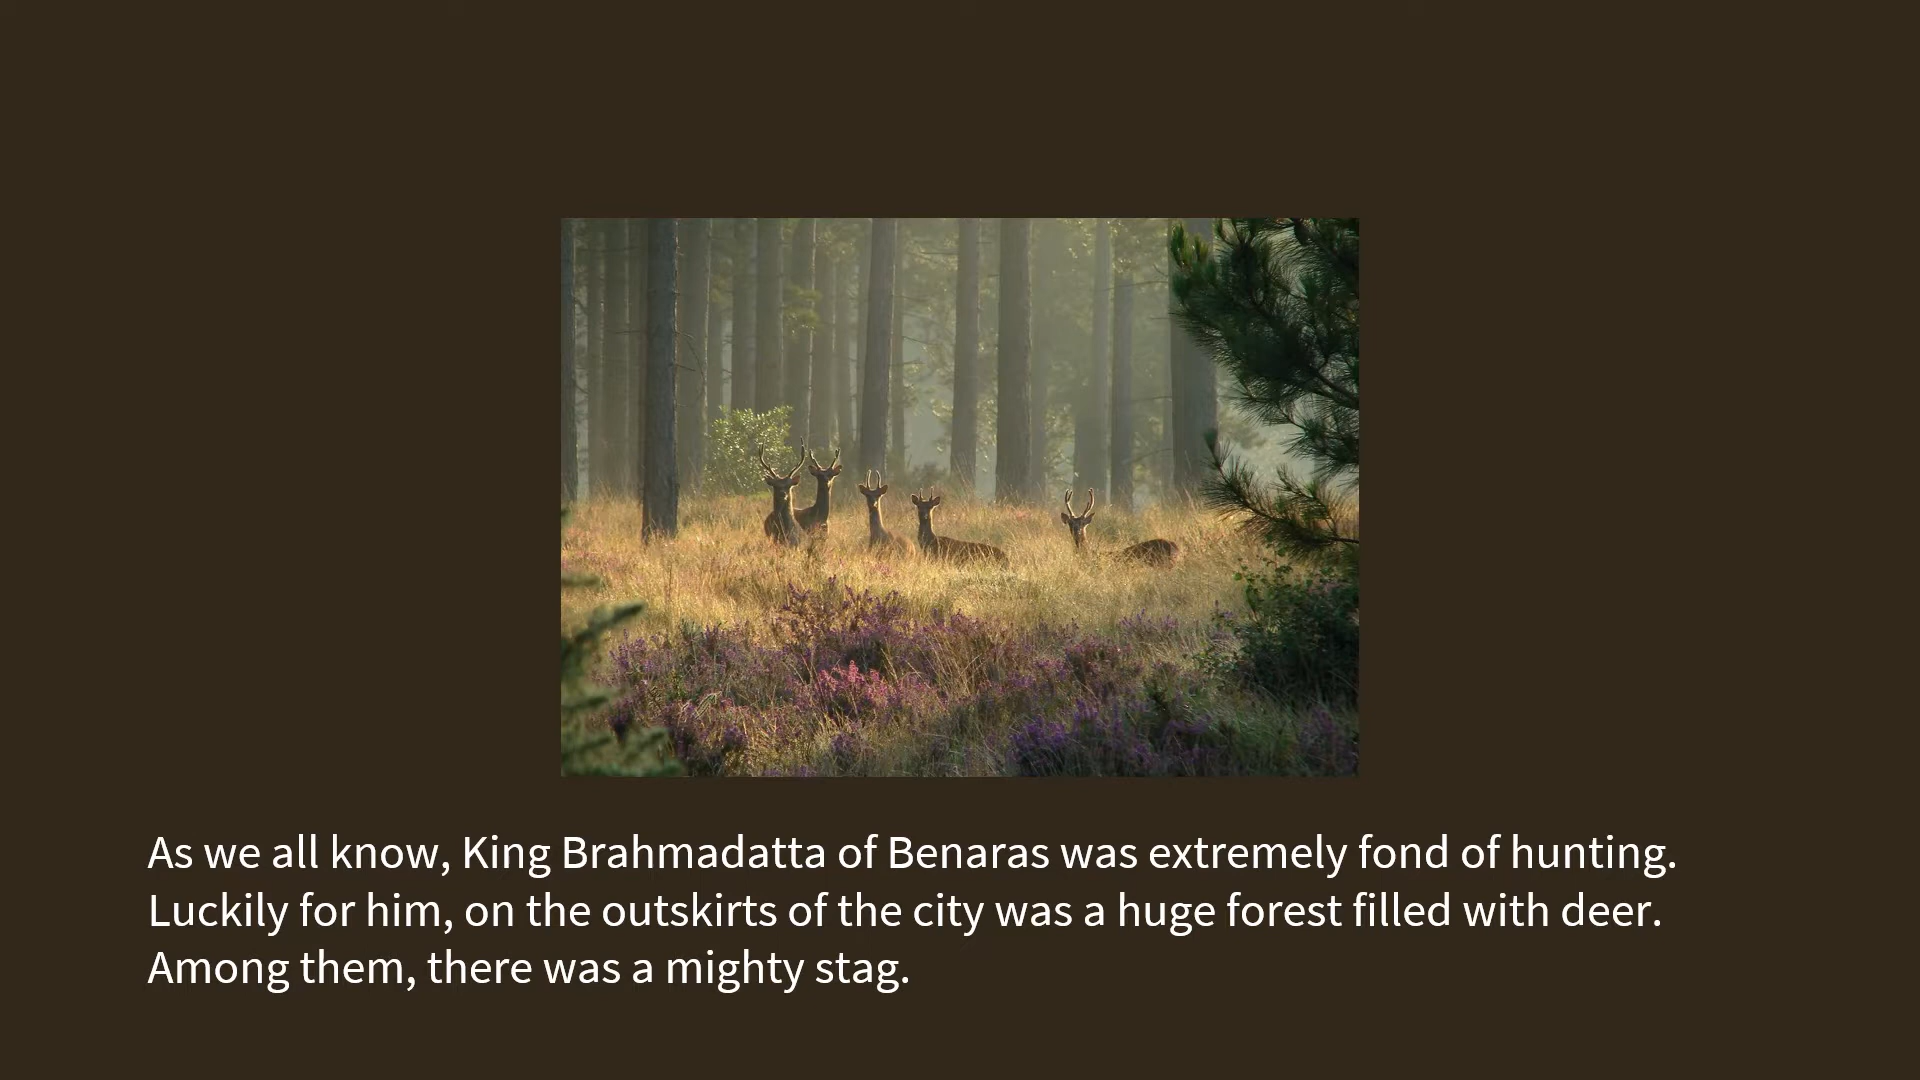 As we all know, King Brahmadatta of Benaras was extremely fond of hunting.
Luckily for him, on the outskirts of the city was a huge forest filled with deer.
Among them, there was a mighty stag.